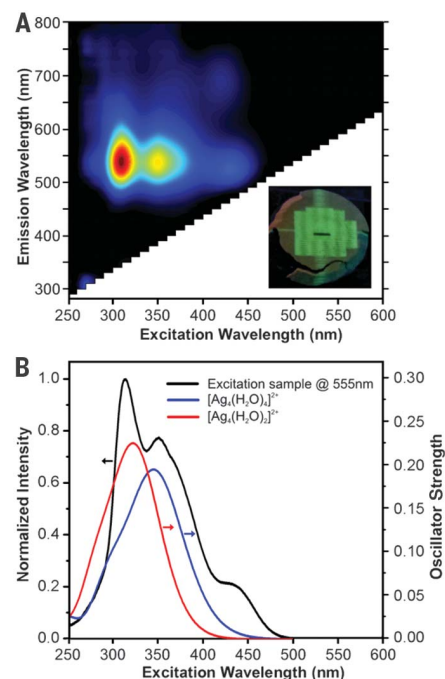 A
Emission Wavelength (nm)
800
700
600
500
400
300
250 300 350 400 450 500 550 600
Excitation Wavelength (nm)
B
Normalized Intensity
1.0
0.8
0.6
0.4
0.2
0.0
Excitation sample @ 555nm
[Ag₄(H₂O)₄]²⁺
[Ag₄(H₂O)₂]²⁺
0.30
0.25
0.20
0.15
0.10
0.05
0.00
Oscillator Strength
250 300 350 400 450 500 550 600
Excitation Wavelength (nm)